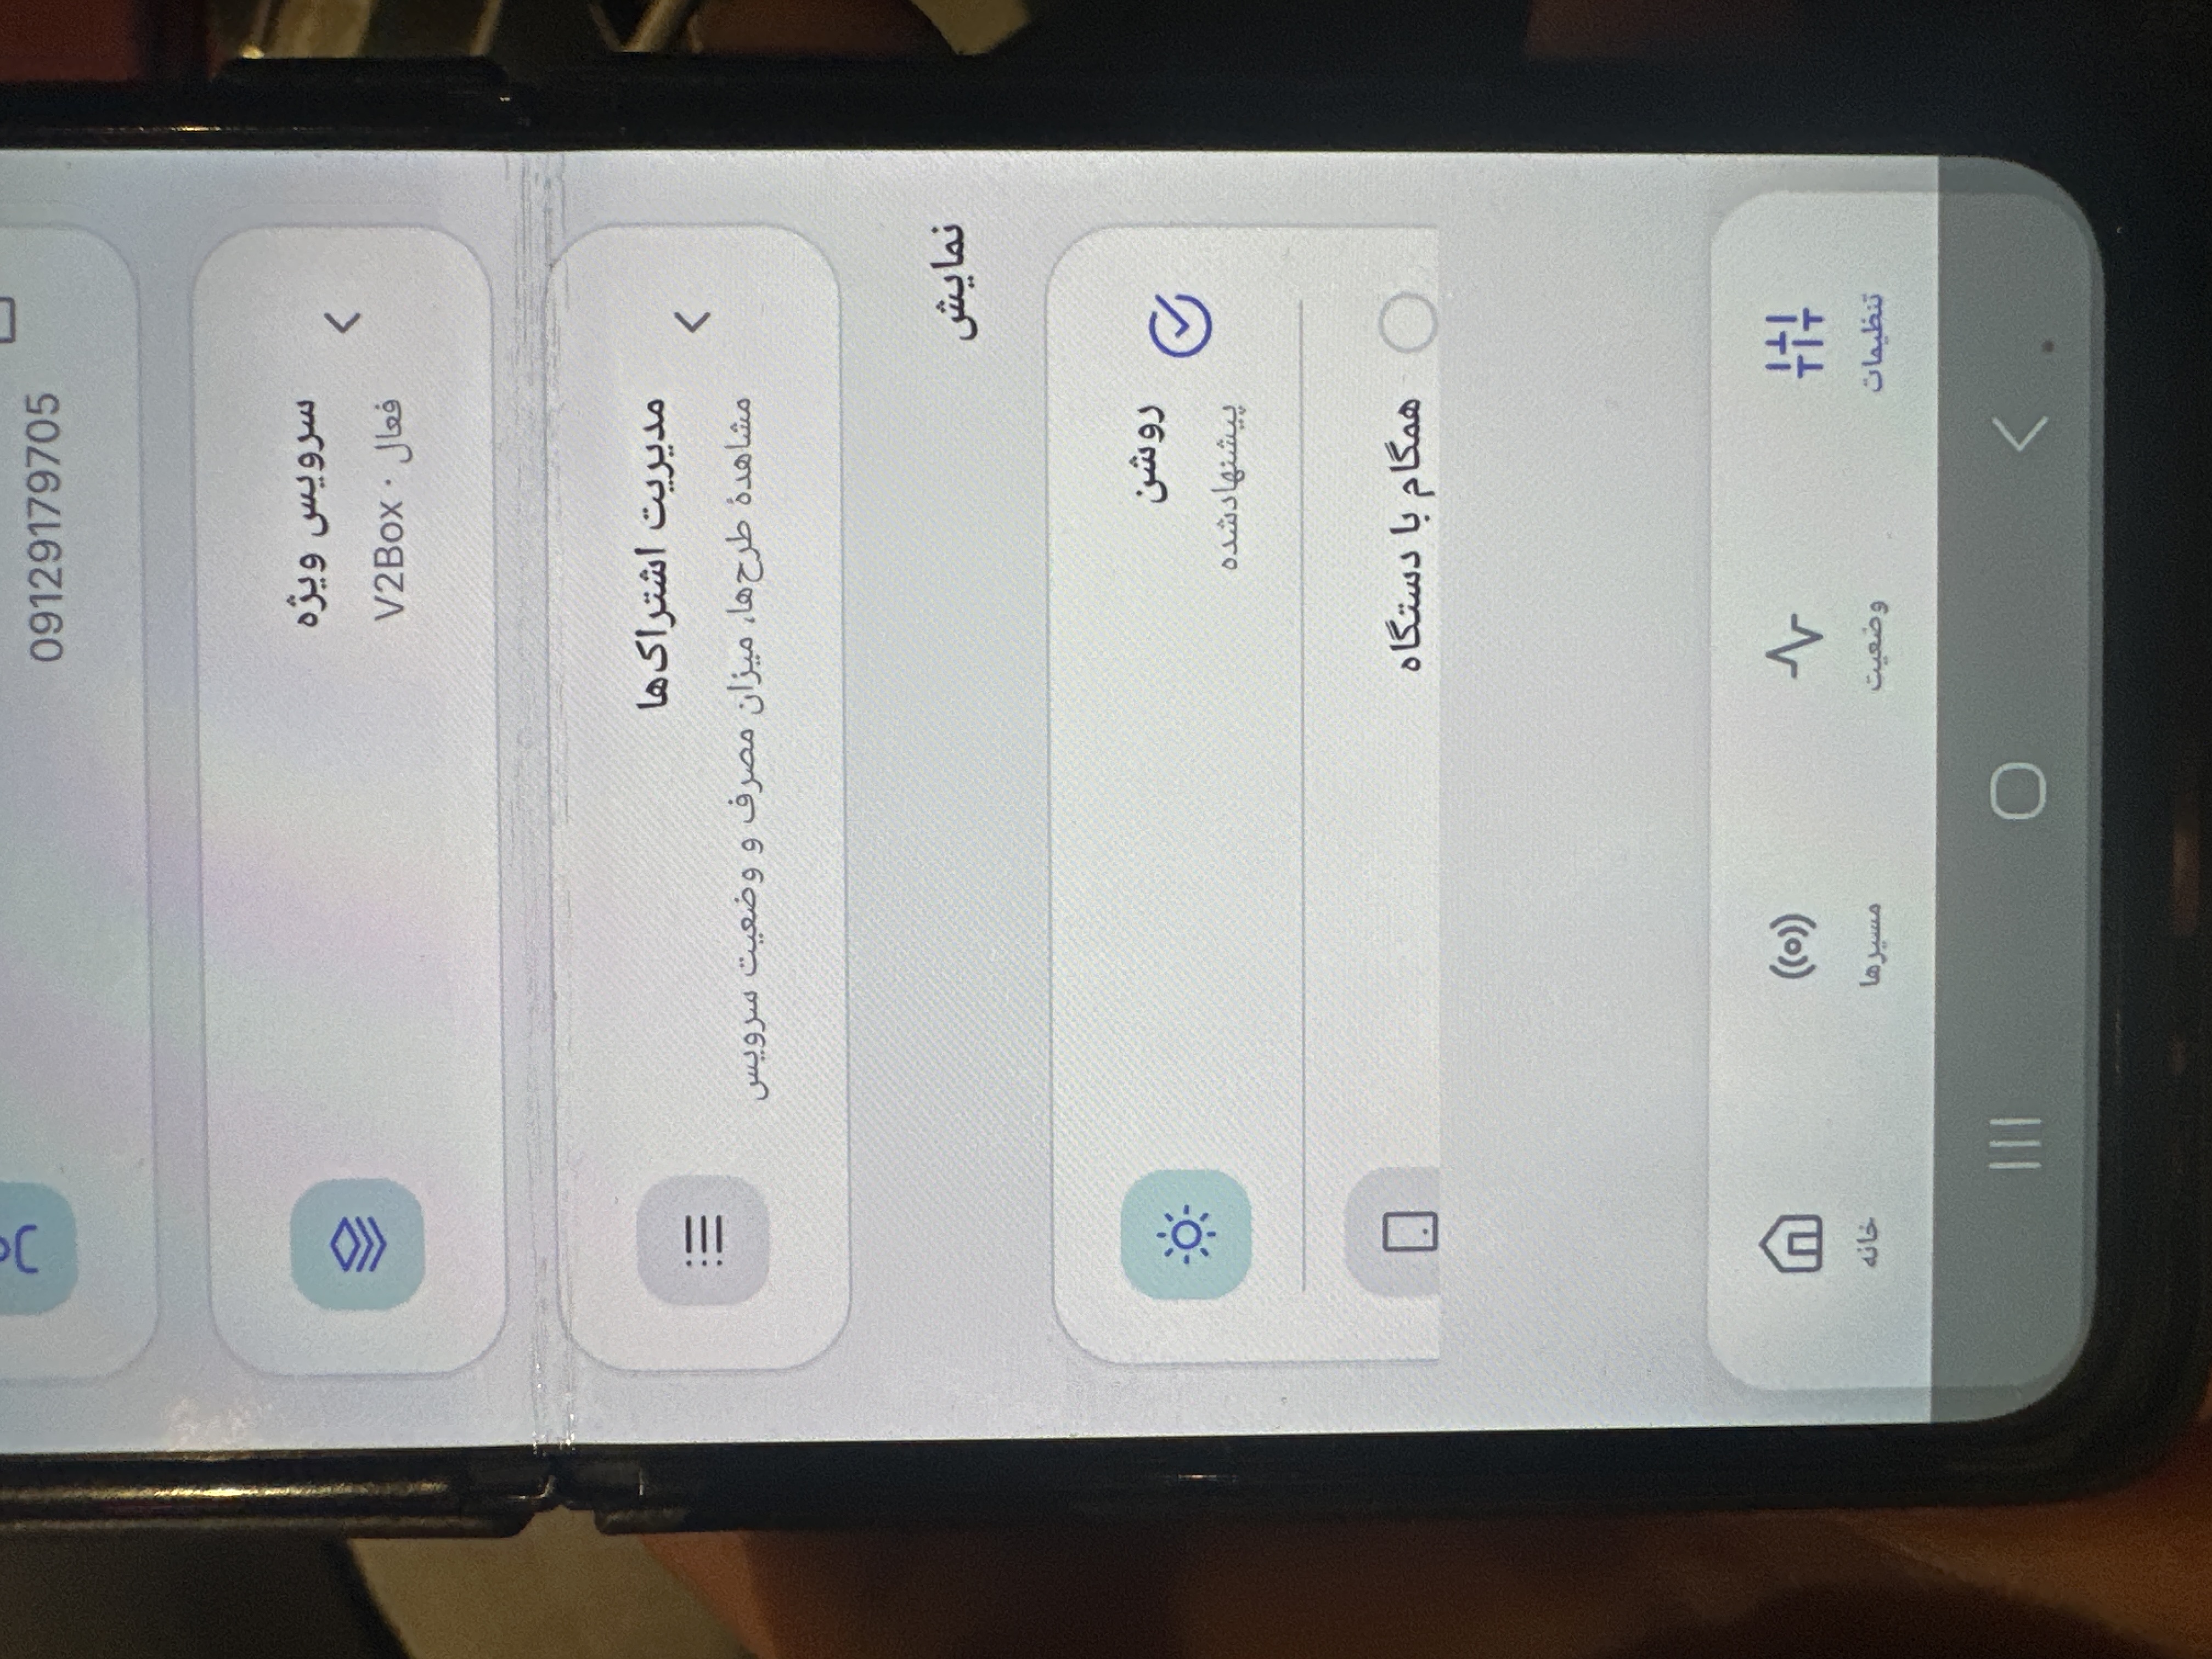 09129179705
سرویس ویژه
فعال · V2Box
مدیریت اشتراک‌ها
مشاهدهٔ طرح‌ها، میزان مصرف و وضعیت سرویس
نمایش
روشن
پیشنهادشده
همگام با دستگاه
تنظیمات
وضعیت
مسیرها
خانه